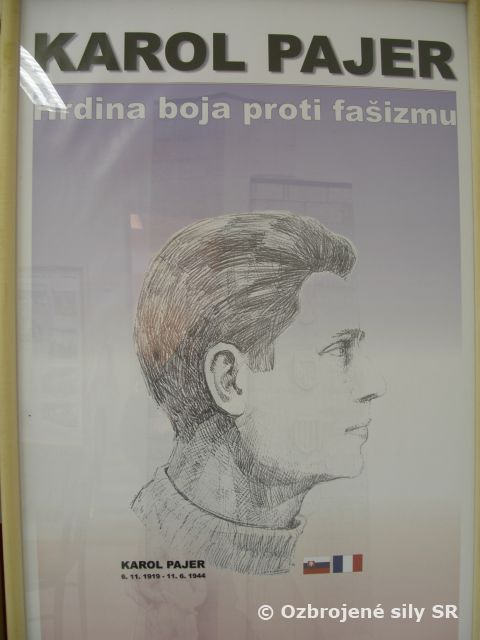 KAROL PAJER
Hrdina boja proti fašizmu
KAROL PAJER
6. 11. 1919 - 11. 6. 1944
© Ozbrojené sily SR